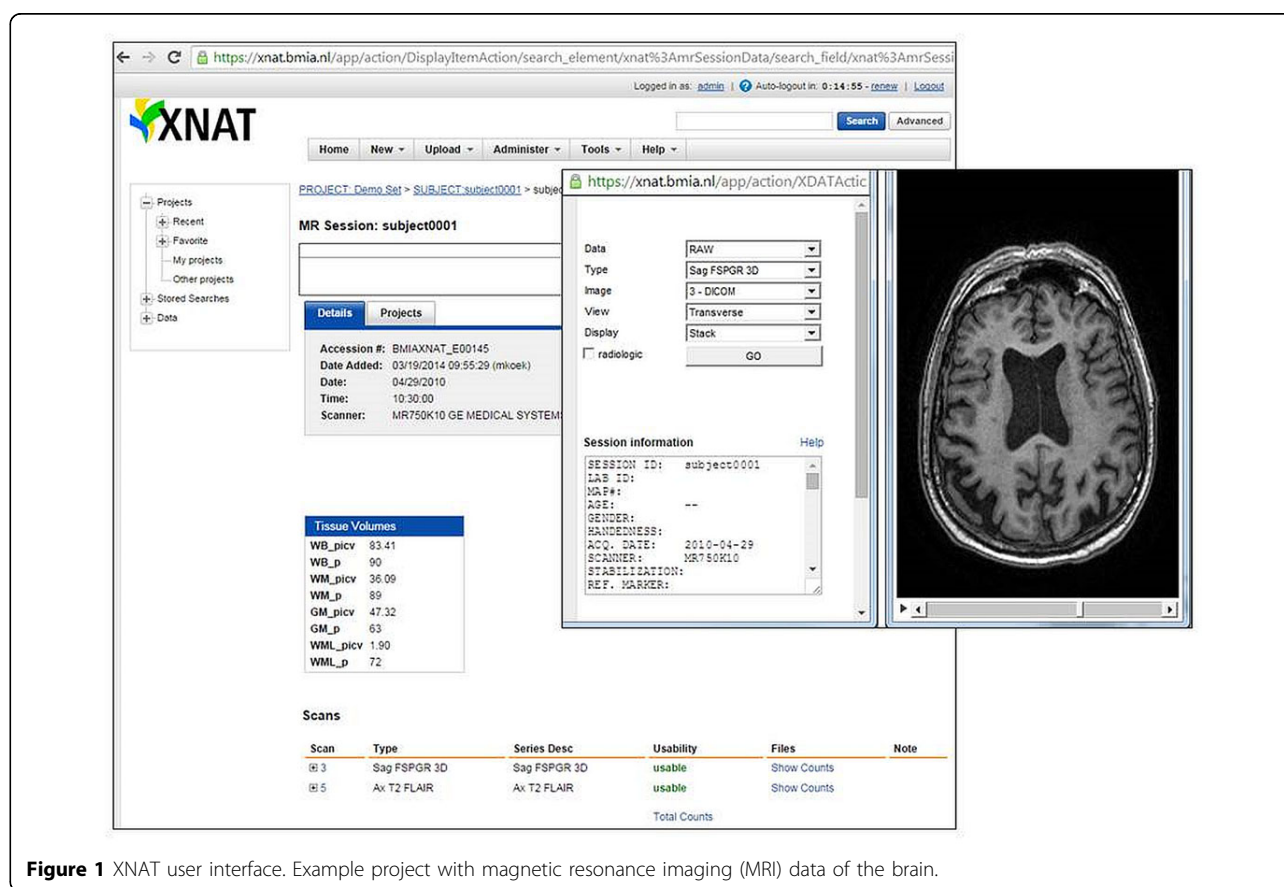 https://xnat.bmia.nl/app/action/DisplayItemAction/search_element/xnat%3AmrSessionData/search_field/xnat%3AmrSessi
Logged in as: admin | Auto-logout in: 0:14:55 - renew | Logout
XNAT
Search Advanced
Home New Upload Administer Tools Help
Projects
Recent
Favorite
My projects
Other projects
Stored Searches
Data
PROJECT: Demo Set > SUBJECT:subject0001 > subjec
MR Session: subject0001
Details Projects
Accession #: BMIAXNAT_E00145
Date Added: 03/19/2014 09:55:29 (mkoek)
Date: 04/29/2010
Time: 10:30:00
Scanner: MR750K10 GE MEDICAL SYSTEMS
Tissue Volumes
WB_picv 83.41
WB_p 90
WM_picv 36.09
WM_p 89
GM_picv 47.32
GM_p 63
WML_picv 1.90
WML_p 72
Scans
Scan Type Series Desc Usability Files Note
3 Sag FSPGR 3D Sag FSPGR 3D usable Show Counts
5 Ax T2 FLAIR Ax T2 FLAIR usable Show Counts
Total Counts
https://xnat.bmia.nl/app/action/XDATActic
Data RAW
Type Sag FSPGR 3D
Image 3 - DICOM
View Transverse
Display Stack
radiologic GO
Session information Help
SESSION ID: subject0001
LAB ID:
MAP#:
AGE: --
GENDER:
HANDEDNESS:
ACQ. DATE: 2010-04-29
SCANNER: MR750K10
STABILIZATION:
REF. MARKER:
Figure 1 XNAT user interface. Example project with magnetic resonance imaging (MRI) data of the brain.